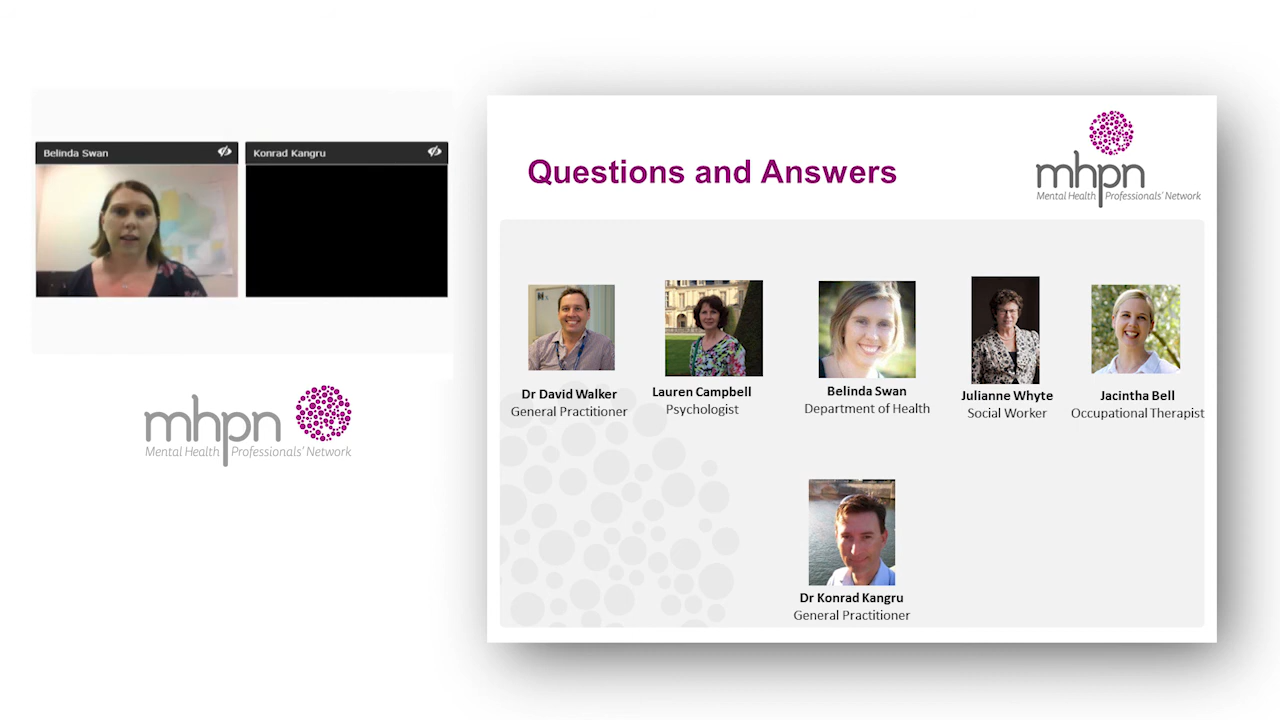 Belinda Swan
Konrad Kangru
mhpn
Mental Health Professionals' Network
Questions and Answers
mhpn
Mental Health Professionals' Network
Dr David Walker
General Practitioner
Lauren Campbell
Psychologist
Belinda Swan
Department of Health
Julianne Whyte
Social Worker
Jacintha Bell
Occupational Therapist
Dr Konrad Kangru
General Practitioner